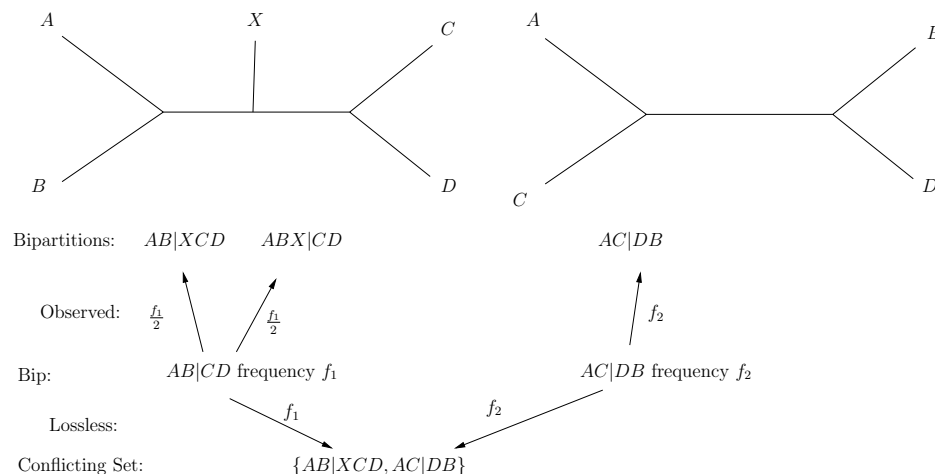 A X C A B
B D C D
Bipartitions: AB|XCD ABX|CD AC|DB
Observed: f₁/2 f₁/2 f₂
Bip: AB|CD frequency f₁ AC|DB frequency f₂
f₁ f₂
Lossless:
Conflicting Set: {AB|XCD, AC|DB}